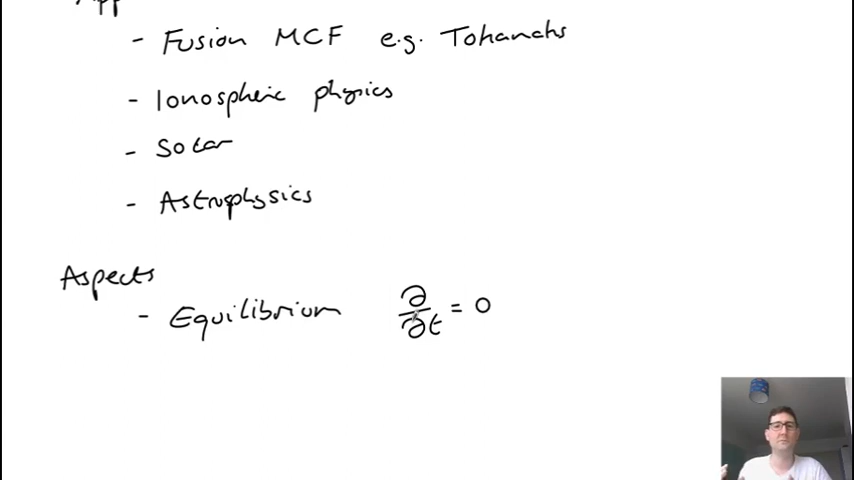 - Fusion MCF e.g. Tokamaks
- Ionospheric physics
- Solar
- Astrophysics
Aspects
- Equilibrium ∂/∂t = 0